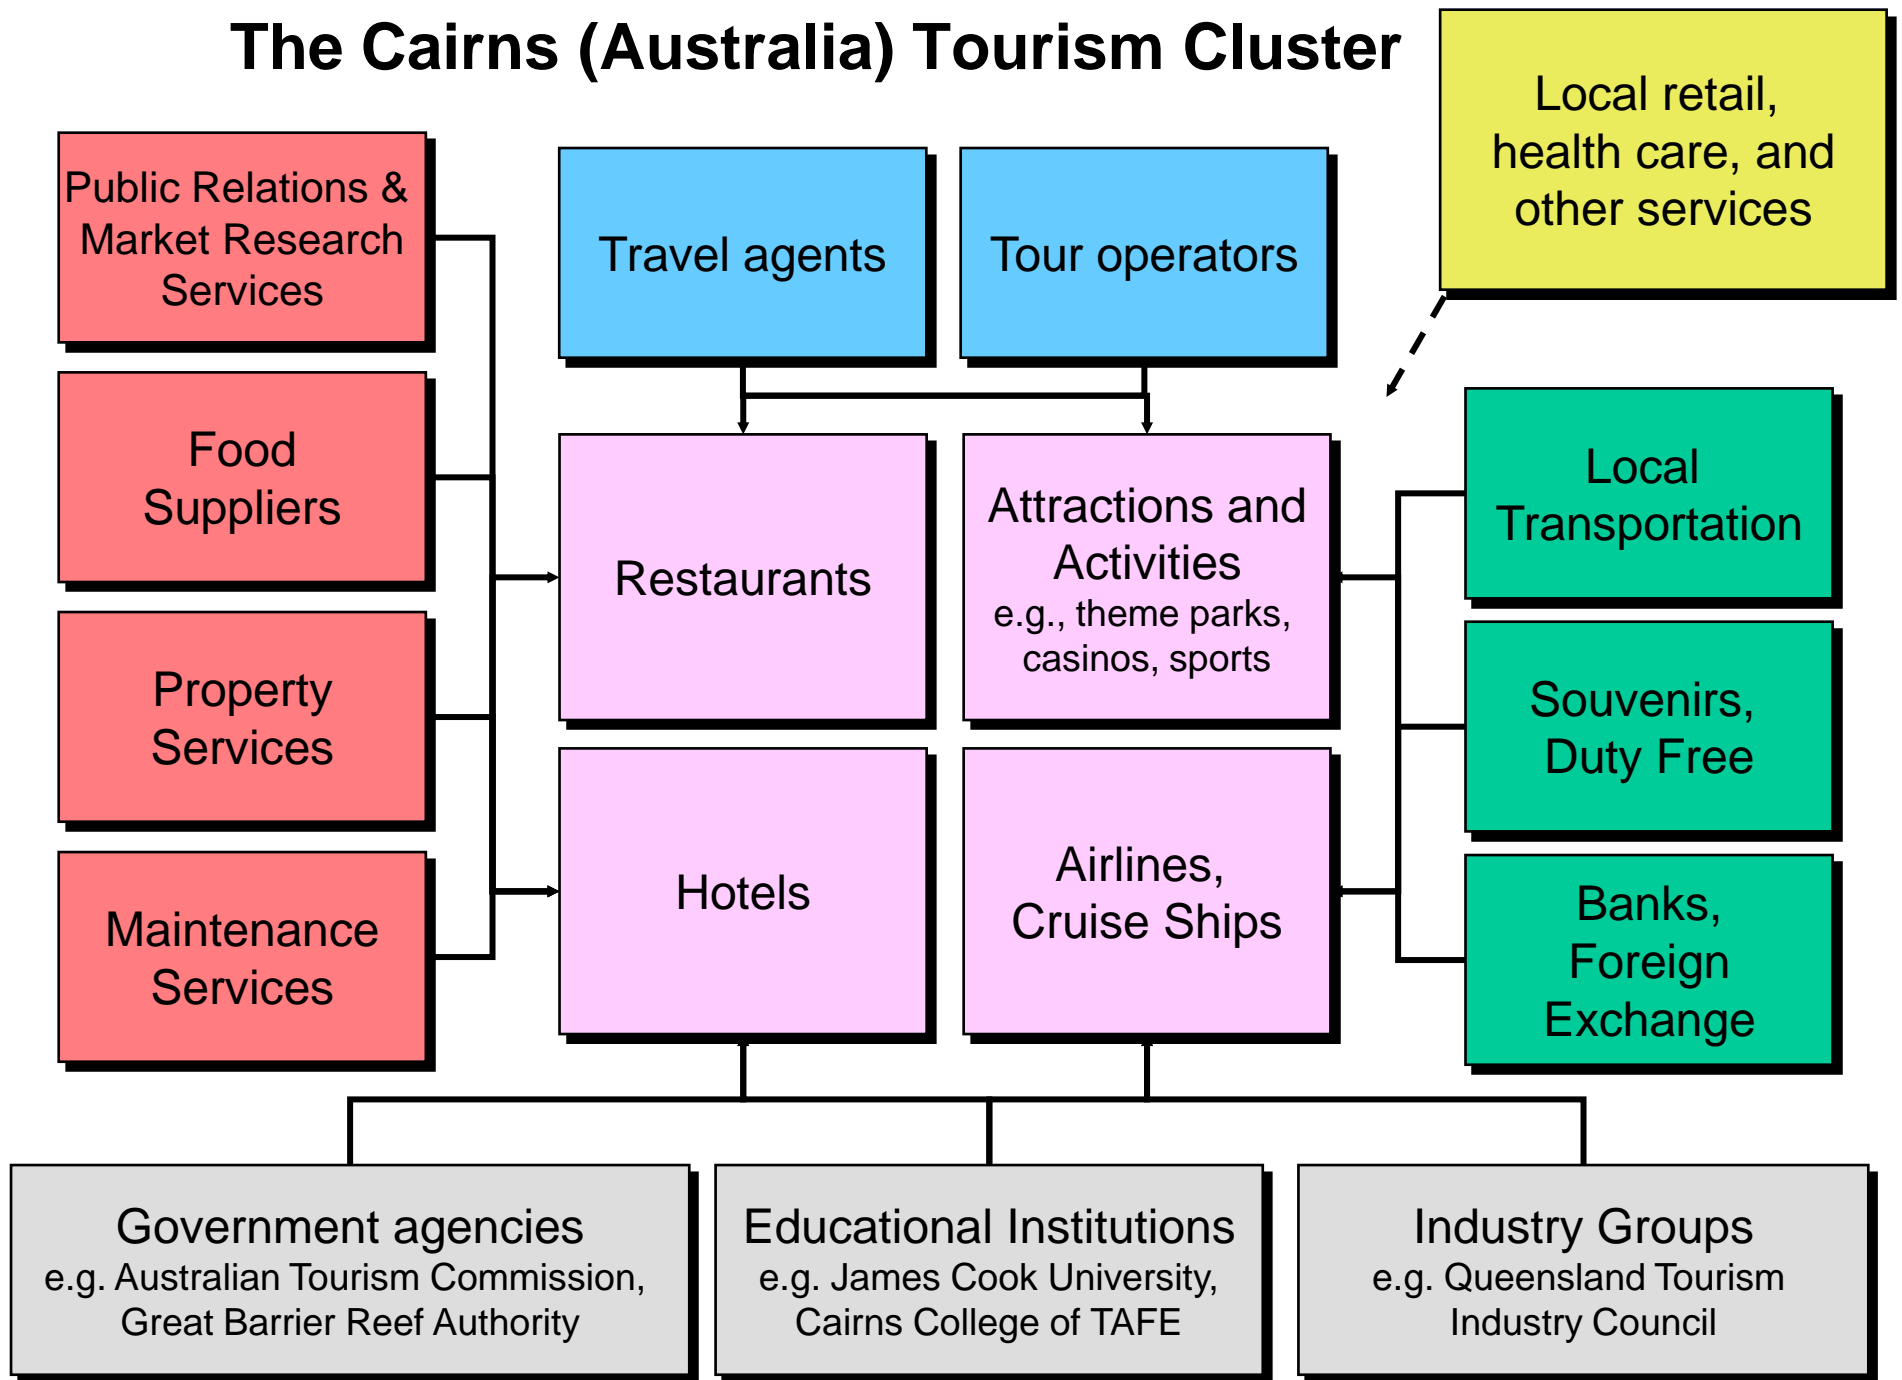 The Cairns (Australia) Tourism Cluster
Local retail,
health care, and
other services
Public Relations &
Market Research
Services
Travel agents
Tour operators
Food
Suppliers
Restaurants
Attractions and
Activities
e.g., theme parks,
casinos, sports
Local
Transportation
Property
Services
Souvenirs,
Duty Free
Maintenance
Services
Hotels
Airlines,
Cruise Ships
Banks,
Foreign
Exchange
Government agencies
e.g. Australian Tourism Commission,
Great Barrier Reef Authority
Educational Institutions
e.g. James Cook University,
Cairns College of TAFE
Industry Groups
e.g. Queensland Tourism
Industry Council